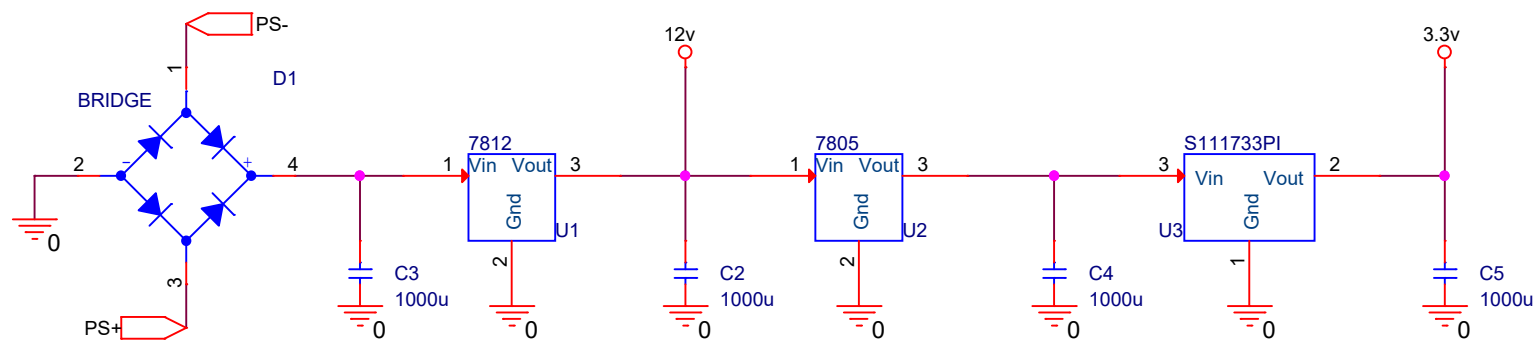 PS-
12v
3.3v
1
D1
BRIDGE
7812
7805
S111733PI
2
-
+
4
1
Vin
Vout
3
1
Vin
Vout
3
3
Vin
Vout
2
Gnd
Gnd
Gnd
U1
U2
U3
0
3
2
2
1
C3
1000u
C2
1000u
C4
1000u
C5
1000u
PS+
0
0
0
0
0
0
0